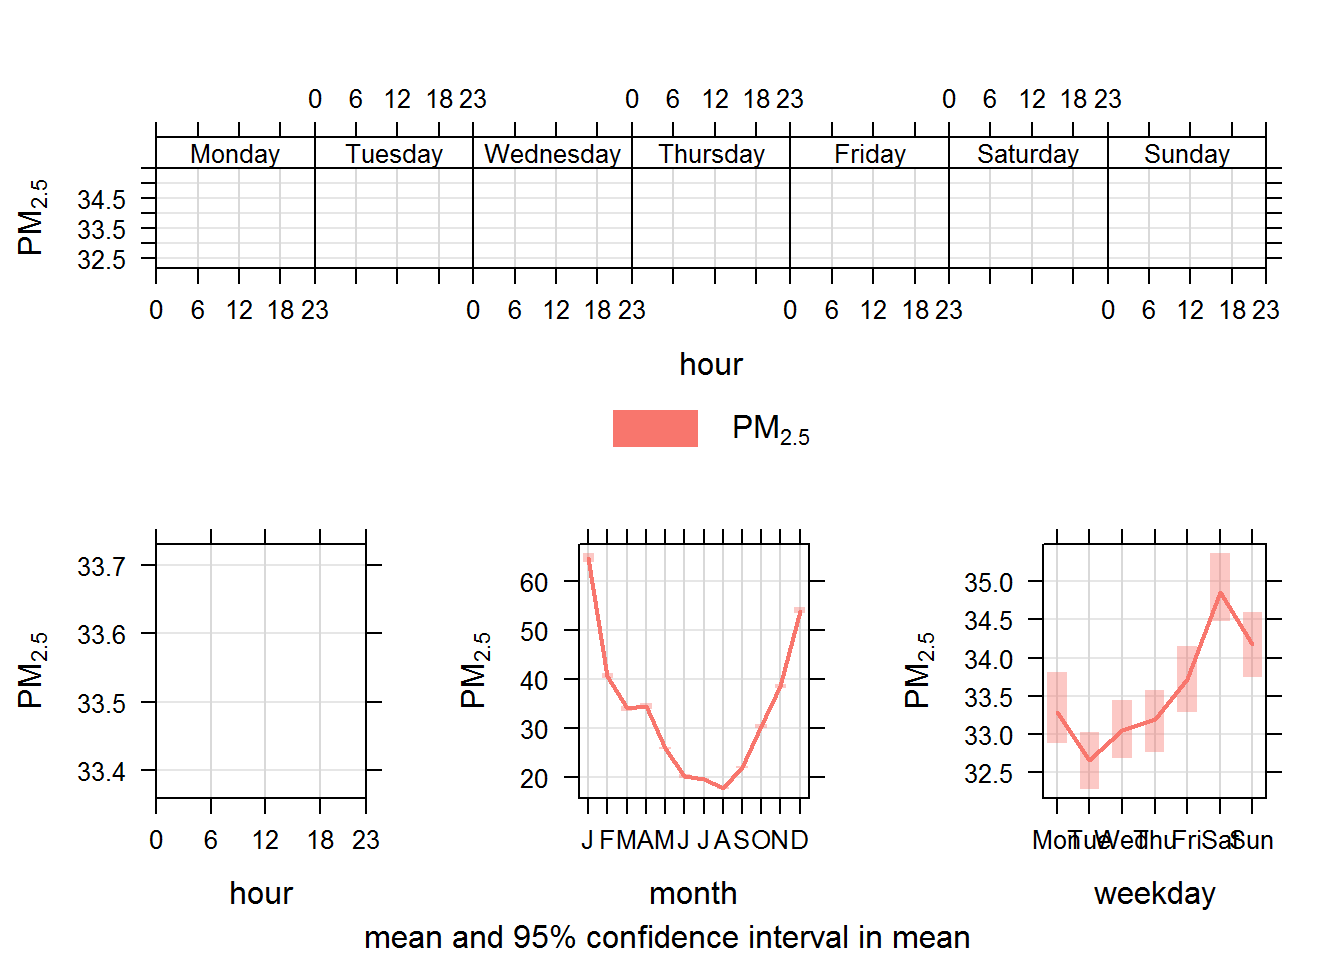 0 6 12 18 23 0 6 12 18 23 0 6 12 18 23
Monday Tuesday Wednesday Thursday Friday Saturday Sunday
PM2.5
34.5
33.5
32.5
0 6 12 18 23 0 6 12 18 23 0 6 12 18 23 0 6 12 18 23
hour
PM2.5
PM2.5
33.7
33.6
33.5
33.4
0 6 12 18 23
hour
PM2.5
60
50
40
30
20
J F M A M J J A S O N D
month
PM2.5
35.0
34.5
34.0
33.5
33.0
32.5
Mon Tue Wed Thu Fri Sat Sun
weekday
mean and 95% confidence interval in mean